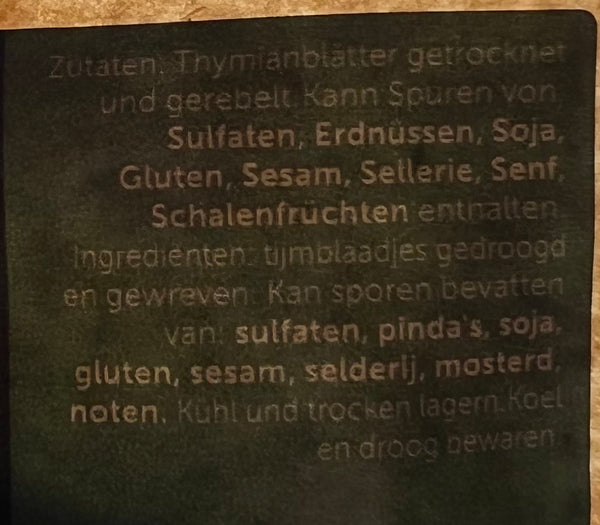 Zutaten: Thymianblätter getrocknet
und gerebelt. Kann Spuren von
Sulfaten, Erdnüssen, Soja,
Gluten, Sesam, Sellerie, Senf,
Schalenfrüchten enthalten
Ingrediënten: tijmblaadjes gedroogd
en gewreven. Kan sporen bevatten
van: sulfaten, pinda's, soja,
gluten, sesam, selderij, mosterd,
noten. Kühl und trocken lagern. Koel
en droog bewaren.